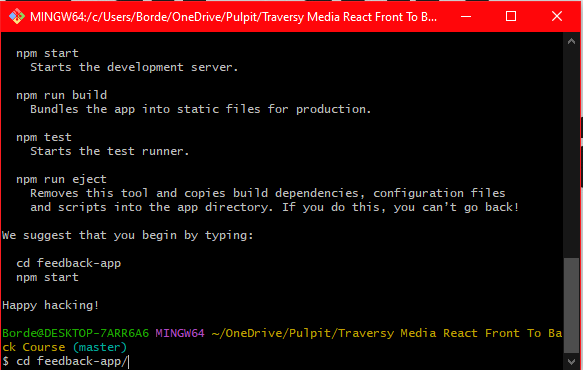 MINGW64:/c/Users/Borde/OneDrive/Pulpit/Traversy Media React Front To B...
npm start
Starts the development server.
npm run build
Bundles the app into static files for production.
npm test
Starts the test runner.
npm run eject
Removes this tool and copies build dependencies, configuration files
and scripts into the app directory. If you do this, you can't go back!
We suggest that you begin by typing:
cd feedback-app
npm start
Happy hacking!
Borde@DESKTOP-7ARR6A6 MINGW64 ~/OneDrive/Pulpit/Traversy Media React Front To Ba
ck Course (master)
$ cd feedback-app/